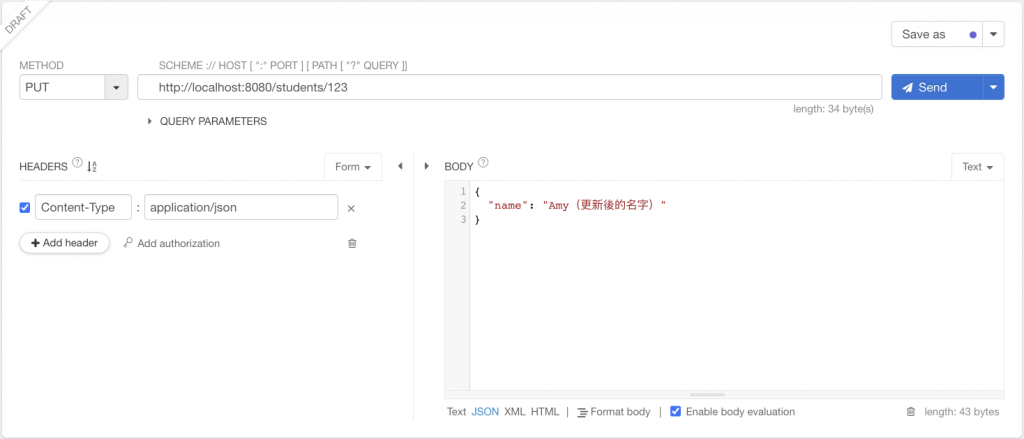 DRAFT
Save as
METHOD
SCHEME :// HOST [ ":" PORT ] [ PATH [ "?" QUERY ]]
PUT
http://localhost:8080/students/123
Send
length: 34 byte(s)
QUERY PARAMETERS
HEADERS ? A Z
Form
BODY ?
Text
Content-Type : application/json ×
+ Add header
Add authorization
1 {
2 "name": "Amy（更新後的名字）"
3 }
Text JSON XML HTML | Format body | Enable body evaluation
length: 43 bytes